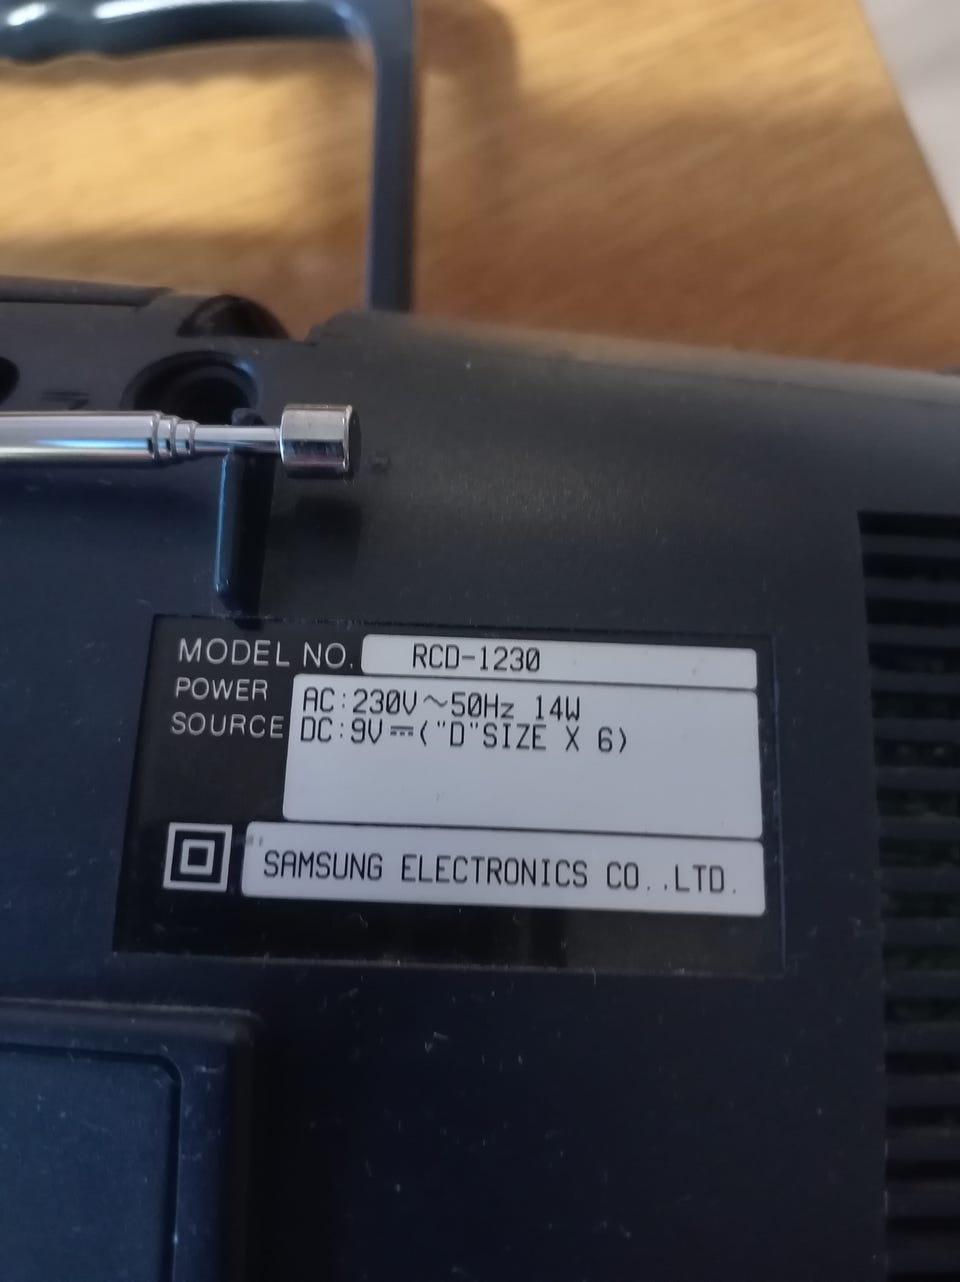 MODEL NO. RCD-1230
POWER SOURCE
AC:230V~50Hz 14W
DC:9V⎓("D"SIZE X 6)
SAMSUNG ELECTRONICS CO.,LTD.